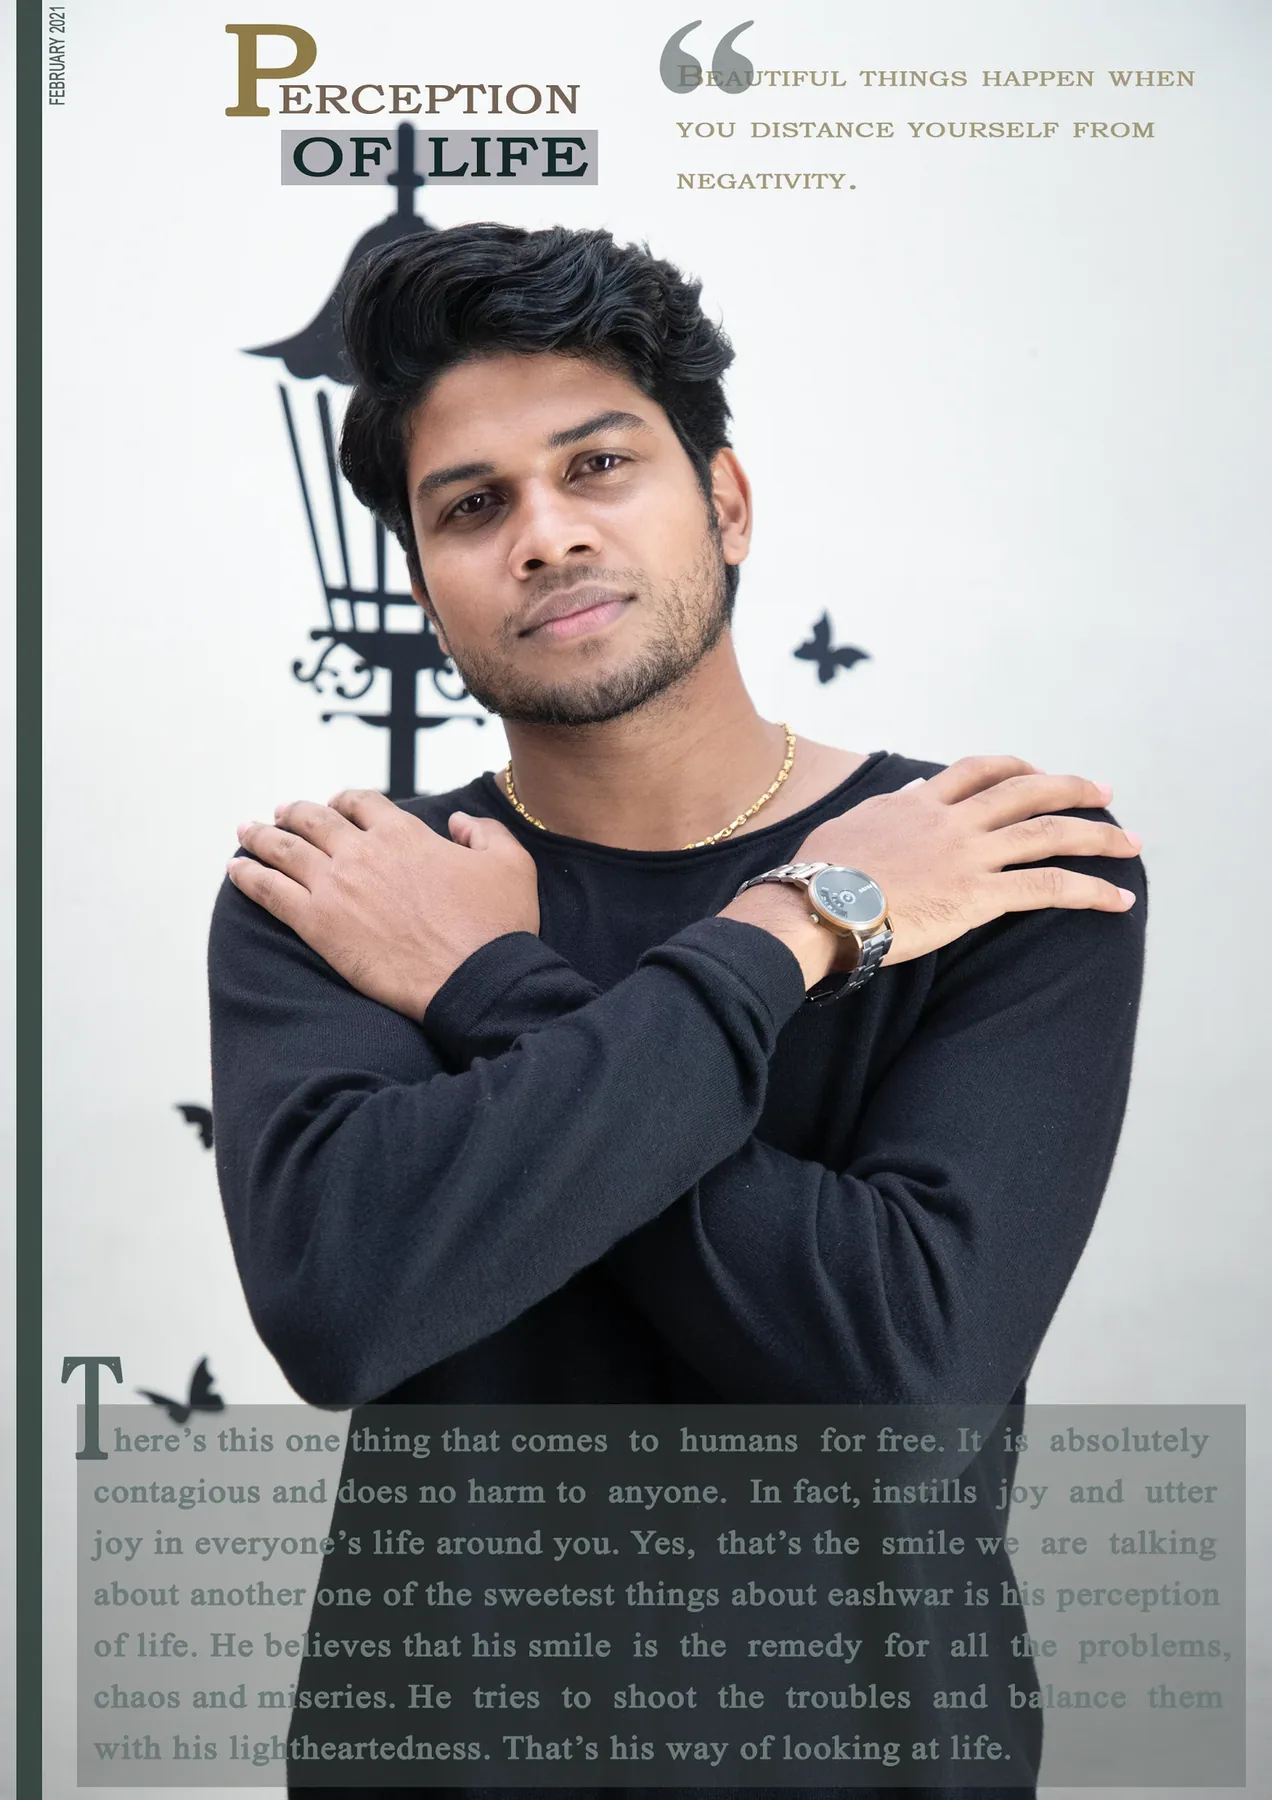 FEBRUARY 2021
PERCEPTION
OF LIFE
“BEAUTIFUL THINGS HAPPEN WHEN
YOU DISTANCE YOURSELF FROM
NEGATIVITY.
There’s this one thing that comes to humans for free. It is absolutely
contagious and does no harm to anyone. In fact, instills joy and utter
joy in everyone’s life around you. Yes, that’s the smile we are talking
about another one of the sweetest things about eashwar is his perception
of life. He believes that his smile is the remedy for all the problems,
chaos and miseries. He tries to shoot the troubles and balance them
with his lightheartedness. That’s his way of looking at life.